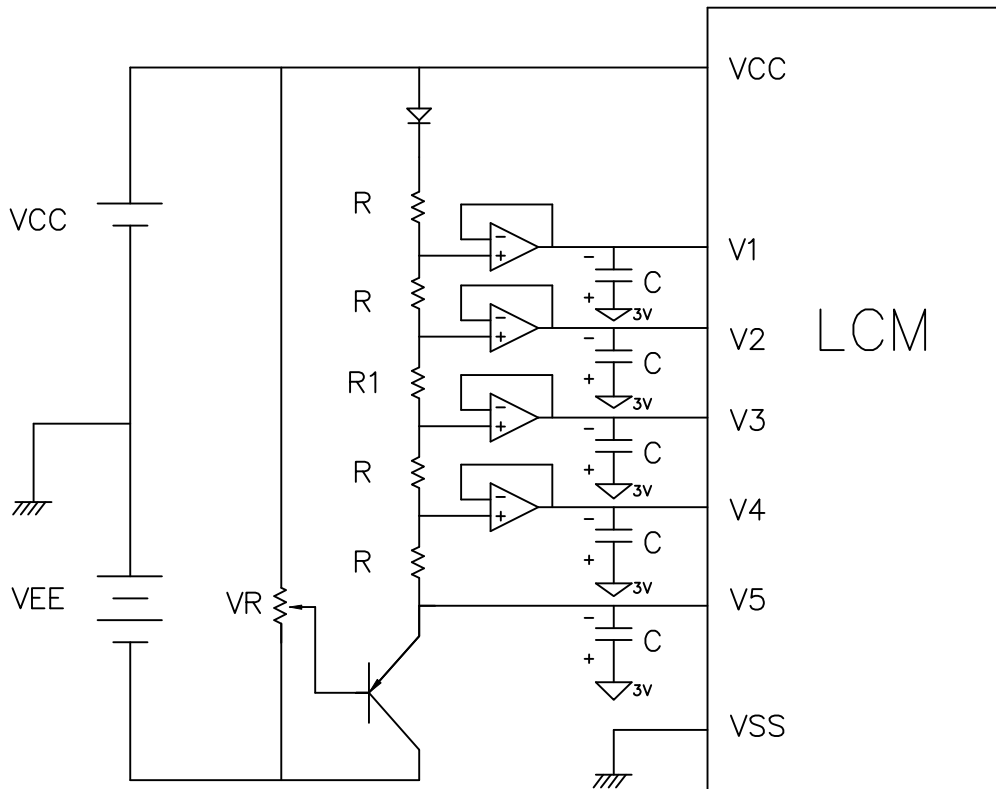 VCC
R
VCC
V1
− +
− + C
3V
R
− +
− + C
V2
LCM
3V
R1
− +
− + C
V3
3V
R
− +
− + C
V4
3V
R
VEE
VR
− + C
V5
3V
VSS